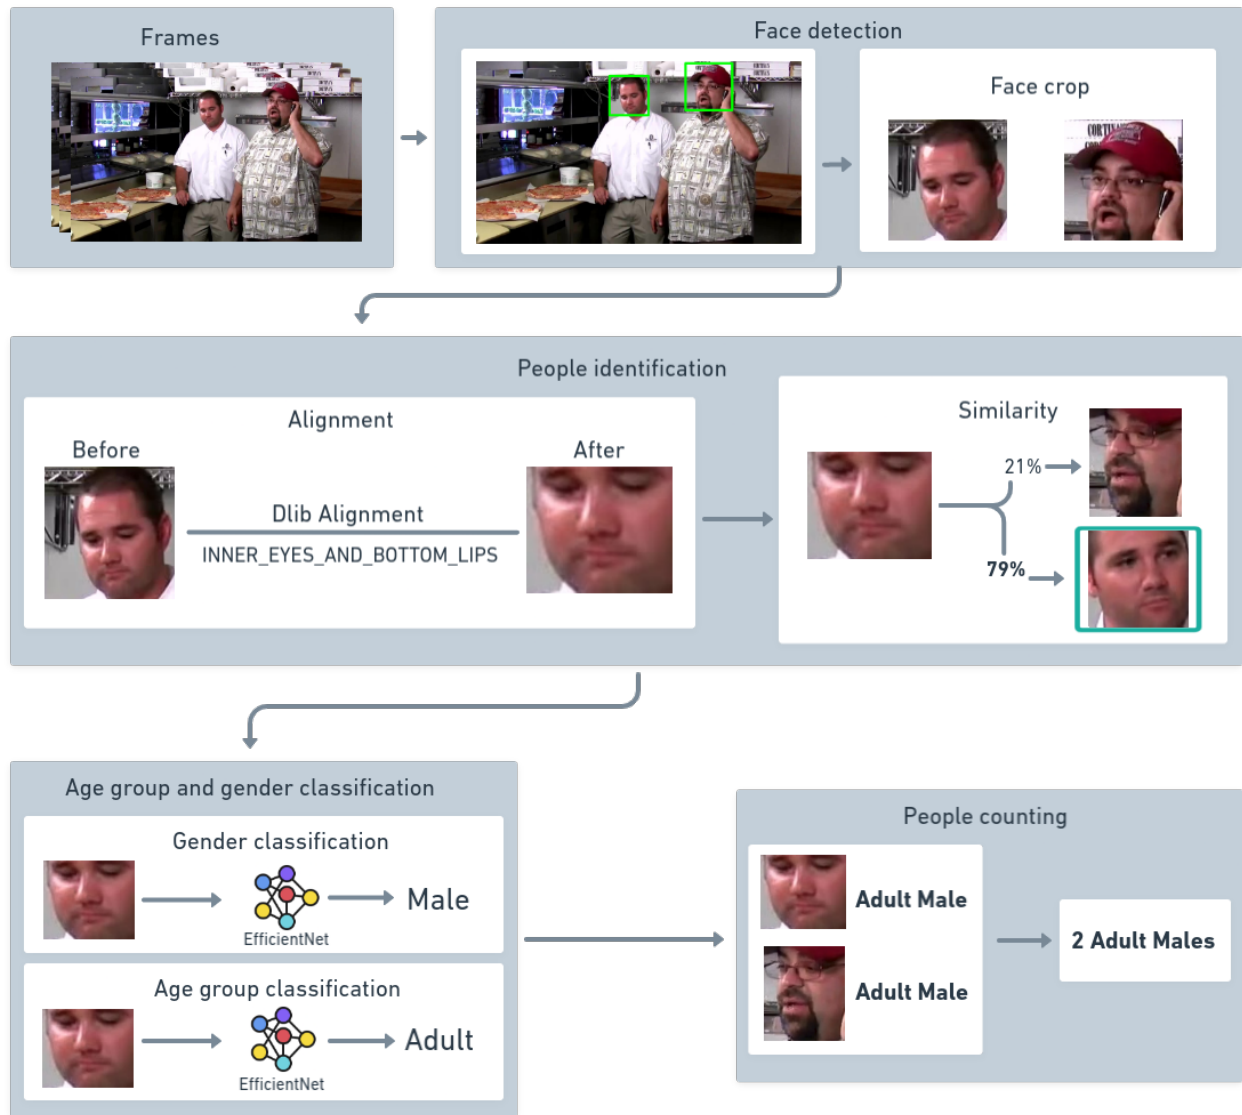 Frames
Face detection
Face crop
People identification
Alignment
Before
After
Dlib Alignment
INNER_EYES_AND_BOTTOM_LIPS
Similarity
21%
79%
Age group and gender classification
Gender classification
EfficientNet
Male
Age group classification
EfficientNet
Adult
People counting
Adult Male
Adult Male
2 Adult Males